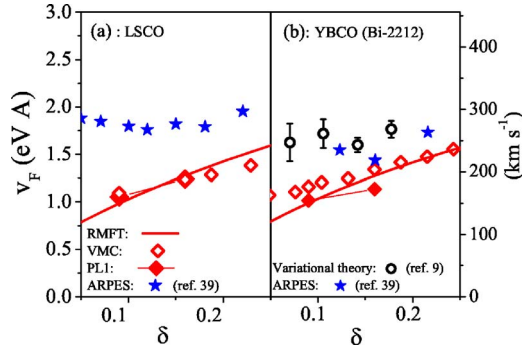 (a) : LSCO
(b): YBCO (Bi-2212)
3.0
2.5
2.0
1.5
1.0
0.5
0.0
v_F (eV A)
400
300
200
100
0
(km s⁻¹)
RMFT:
VMC:
PL1:
ARPES: (ref. 39)
Variational theory: (ref. 9)
ARPES: (ref. 39)
0.1 0.2
0.1 0.2
δ
δ